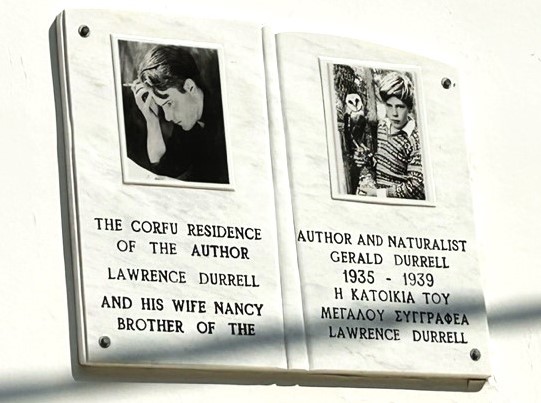 THE CORFU RESIDENCE
OF THE AUTHOR
LAWRENCE DURRELL
AND HIS WIFE NANCY
BROTHER OF THE
AUTHOR AND NATURALIST
GERALD DURRELL
1935 - 1939
Η ΚΑΤΟΙΚΙΑ ΤΟΥ
ΜΕΓΑΛΟΥ ΣΥΓΓΡΑΦΕΑ
LAWRENCE DURRELL